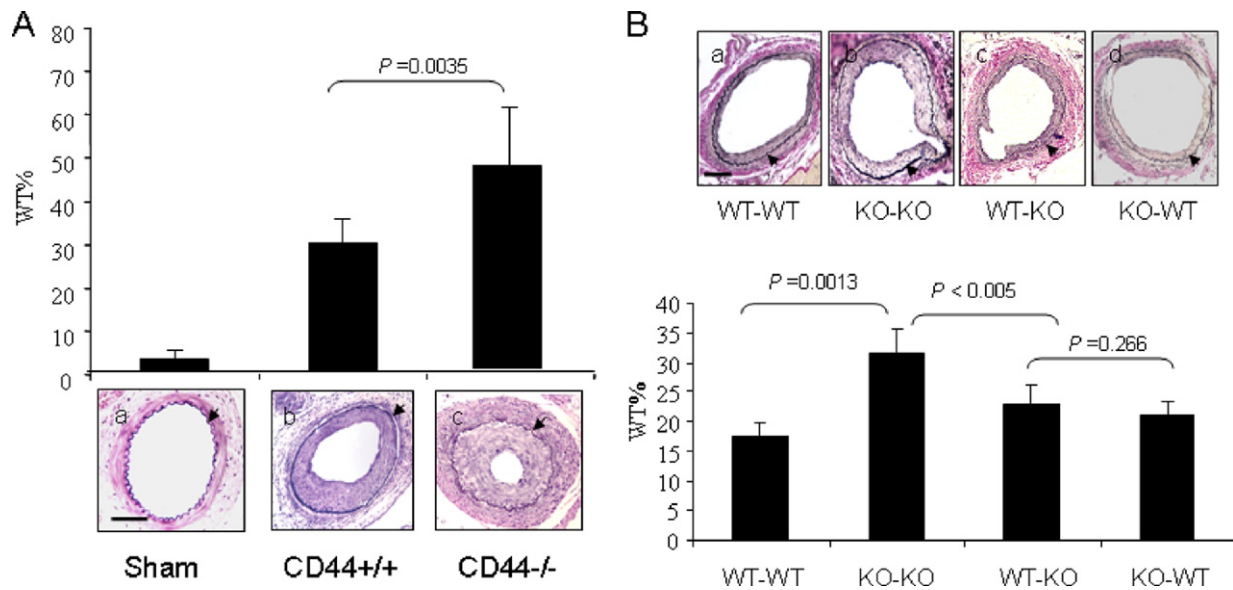 A
80
70
60
50
40
30
20
10
0
WT%
P =0.0035
a
b
c
Sham
CD44+/+
CD44-/-
B
a
b
c
d
WT-WT
KO-KO
WT-KO
KO-WT
P =0.0013
P < 0.005
P =0.266
40
35
30
25
20
15
10
5
0
WT%
WT-WT
KO-KO
WT-KO
KO-WT